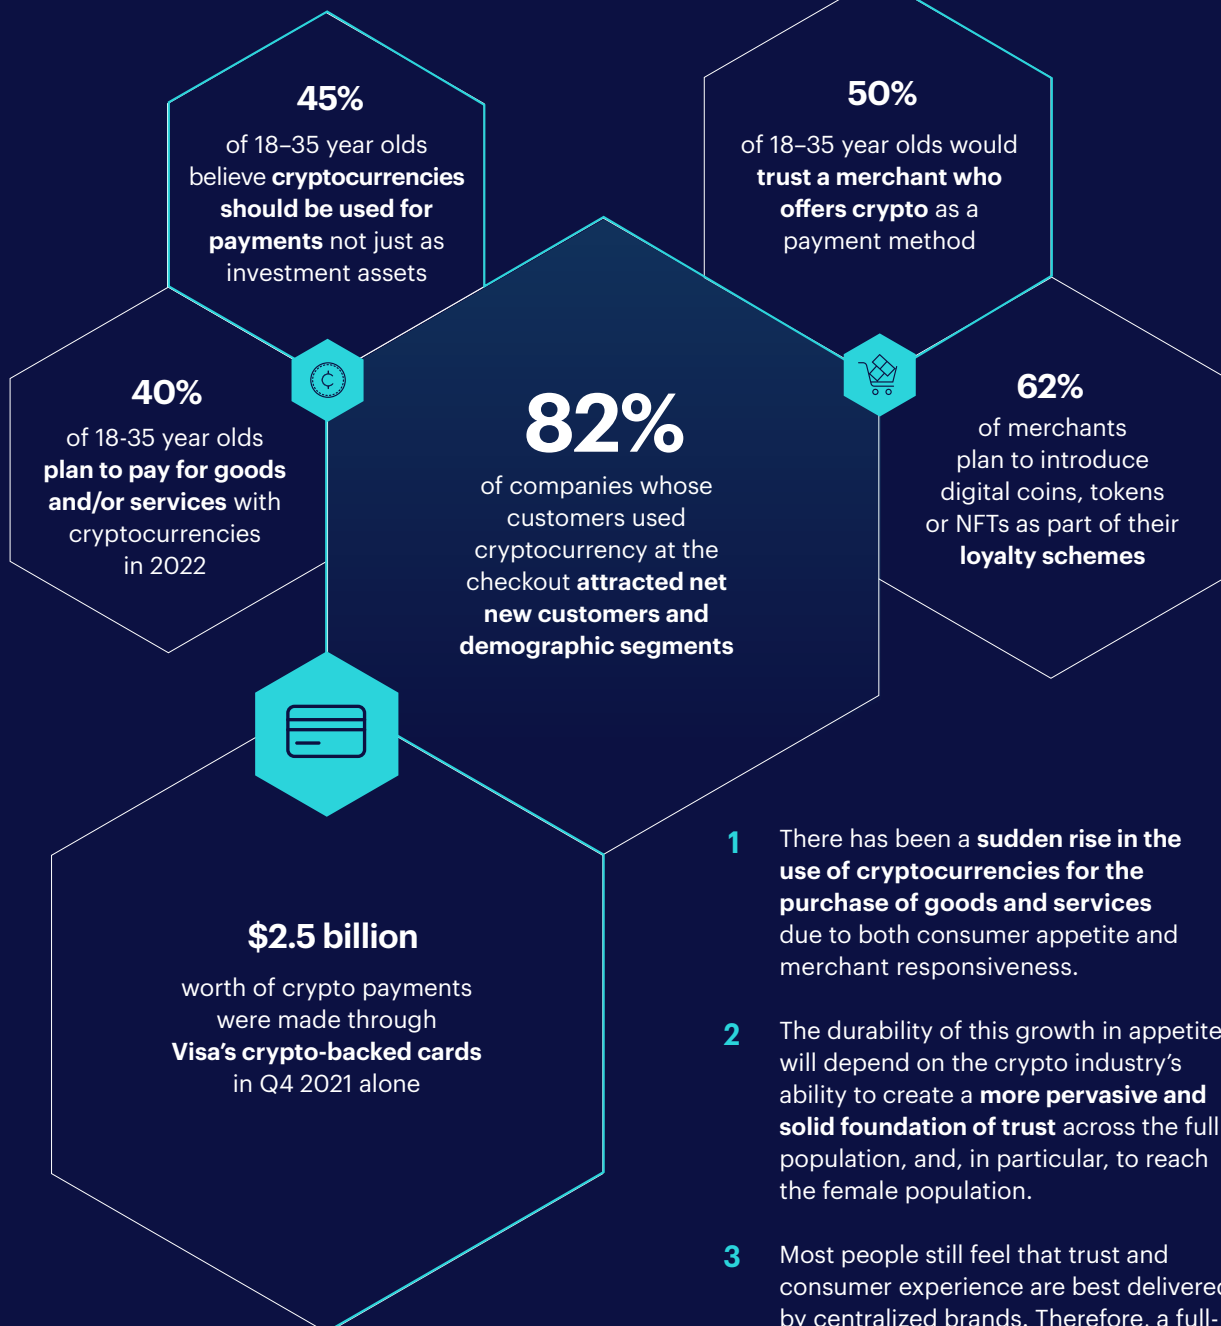 45%
of 18–35 year olds
believe cryptocurrencies
should be used for
payments not just as
investment assets
50%
of 18–35 year olds would
trust a merchant who
offers crypto as a
payment method
40%
of 18-35 year olds
plan to pay for goods
and/or services with
cryptocurrencies
in 2022
82%
of companies whose
customers used
cryptocurrency at the
checkout attracted net
new customers and
demographic segments
62%
of merchants
plan to introduce
digital coins, tokens
or NFTs as part of their
loyalty schemes
$2.5 billion
worth of crypto payments
were made through
Visa's crypto-backed cards
in Q4 2021 alone
1 There has been a sudden rise in the
use of cryptocurrencies for the
purchase of goods and services
due to both consumer appetite and
merchant responsiveness.
2 The durability of this growth in appetite
will depend on the crypto industry's
ability to create a more pervasive and
solid foundation of trust across the full
population, and, in particular, to reach
the female population.
3 Most people still feel that trust and
consumer experience are best delivered
by centralized brands. Therefore, a full-